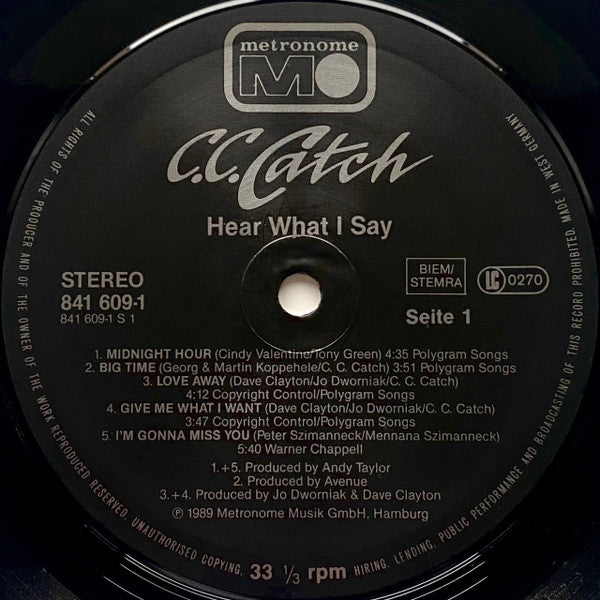 metronome
MO
C.C. Catch
Hear What I Say
STEREO
841 609-1
841 609-1 S 1
BIEM/
STEMRA
LC 0270
Seite 1
1. MIDNIGHT HOUR (Cindy Valentine/Tony Green) 4:35 Polygram Songs
2. BIG TIME (Georg & Martin Koppehele/C. C. Catch) 3:51 Polygram Songs
3. LOVE AWAY (Dave Clayton/Jo Dworniak/C. C. Catch)
4:12 Copyright Control/Polygram Songs
4. GIVE ME WHAT I WANT (Dave Clayton/Jo Dworniak/C. C. Catch)
3:47 Copyright Control/Polygram Songs
5. I'M GONNA MISS YOU (Peter Szimanneck/Mennana Szimanneck)
5:40 Warner Chappell
1.+5. Produced by Andy Taylor
2. Produced by Avenue
3.+4. Produced by Jo Dworniak & Dave Clayton
℗ 1989 Metronome Musik GmbH, Hamburg
33 1/3 rpm
ALL RIGHTS OF THE PRODUCER AND OF THE OWNER OF THE WORK REPRODUCED RESERVED. UNAUTHORISED COPYING, HIRING, LENDING, PUBLIC PERFORMANCE AND BROADCASTING OF THIS RECORD PROHIBITED. MADE IN WEST GERMANY